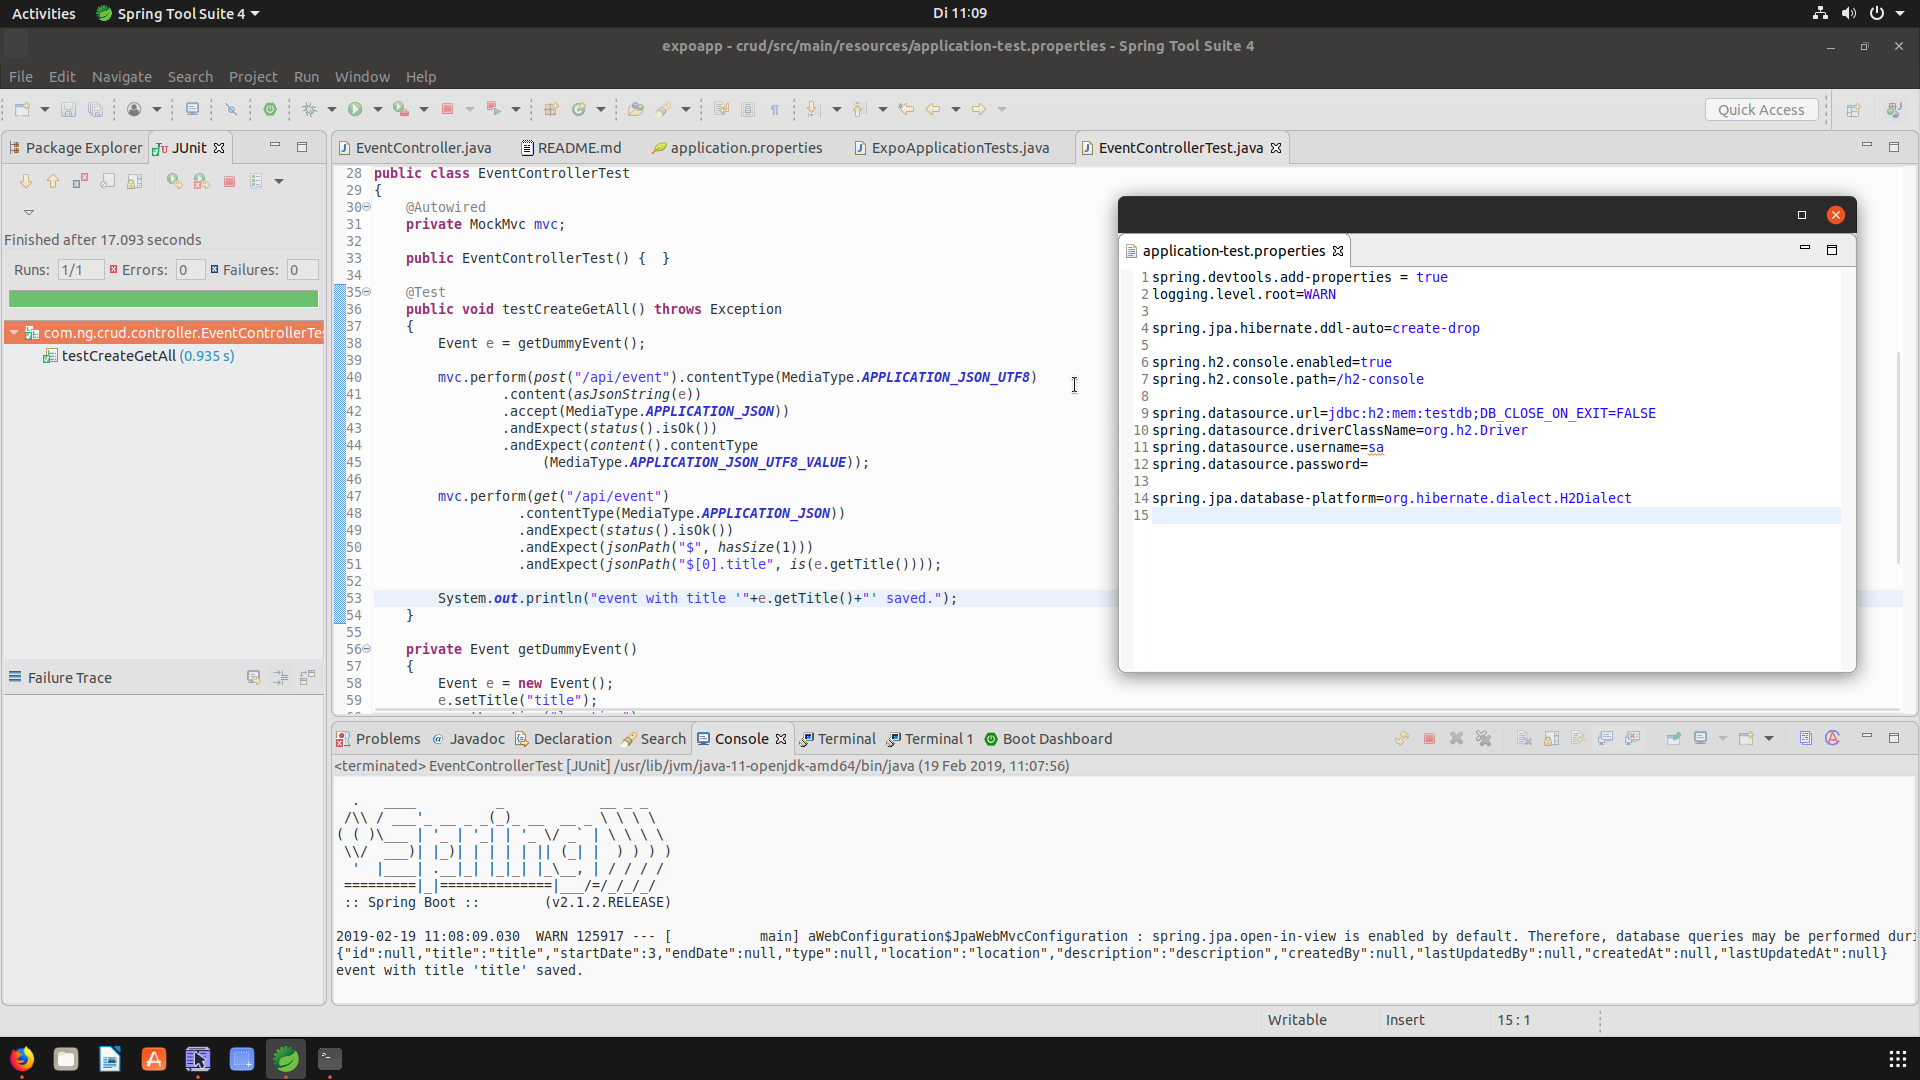 Activities
Spring Tool Suite 4
Di 11:09
expoapp - crud/src/main/resources/application-test.properties - Spring Tool Suite 4
File Edit Navigate Search Project Run Window Help
Quick Access
Package Explorer
JUnit
Finished after 17.093 seconds
Runs: 1/1 Errors: 0 Failures: 0
com.ng.crud.controller.EventControllerTe
testCreateGetAll (0.935 s)
Failure Trace
EventController.java README.md application.properties ExpoApplicationTests.java EventControllerTest.java
28 public class EventControllerTest
29 {
30 @Autowired
31 private MockMvc mvc;
32
33 public EventControllerTest() { }
34
35 @Test
36 public void testCreateGetAll() throws Exception
37 {
38 Event e = getDummyEvent();
39
40 mvc.perform(post("/api/event").contentType(MediaType.APPLICATION_JSON_UTF8)
41 .content(asJsonString(e))
42 .accept(MediaType.APPLICATION_JSON))
43 .andExpect(status().isOk())
44 .andExpect(content().contentType
45 (MediaType.APPLICATION_JSON_UTF8_VALUE));
46
47 mvc.perform(get("/api/event")
48 .contentType(MediaType.APPLICATION_JSON))
49 .andExpect(status().isOk())
50 .andExpect(jsonPath("$", hasSize(1)))
51 .andExpect(jsonPath("$[0].title", is(e.getTitle())));
52
53 System.out.println("event with title '"+e.getTitle()+"' saved.");
54 }
55
56 private Event getDummyEvent()
57 {
58 Event e = new Event();
59 e.setTitle("title");
application-test.properties
1 spring.devtools.add-properties = true
2 logging.level.root=WARN
3
4 spring.jpa.hibernate.ddl-auto=create-drop
5
6 spring.h2.console.enabled=true
7 spring.h2.console.path=/h2-console
8
9 spring.datasource.url=jdbc:h2:mem:testdb;DB_CLOSE_ON_EXIT=FALSE
10 spring.datasource.driverClassName=org.h2.Driver
11 spring.datasource.username=sa
12 spring.datasource.password=
13
14 spring.jpa.database-platform=org.hibernate.dialect.H2Dialect
15
Problems Javadoc Declaration Search Console Terminal Terminal 1 Boot Dashboard
<terminated> EventControllerTest [JUnit] /usr/lib/jvm/java-11-openjdk-amd64/bin/java (19 Feb 2019, 11:07:56)
Spring
:: Spring Boot :: (v2.1.2.RELEASE)
2019-02-19 11:08:09.030 WARN 125917 --- [ main] aWebConfiguration$JpaWebMvcConfiguration : spring.jpa.open-in-view is enabled by default. Therefore, database queries may be performed duri
{"id":null,"title":"title","startDate":3,"endDate":null,"type":null,"location":"location","description":"description","createdBy":null,"lastUpdatedBy":null,"createdAt":null,"lastUpdatedAt":null}
event with title 'title' saved.
Writable Insert 15 : 1